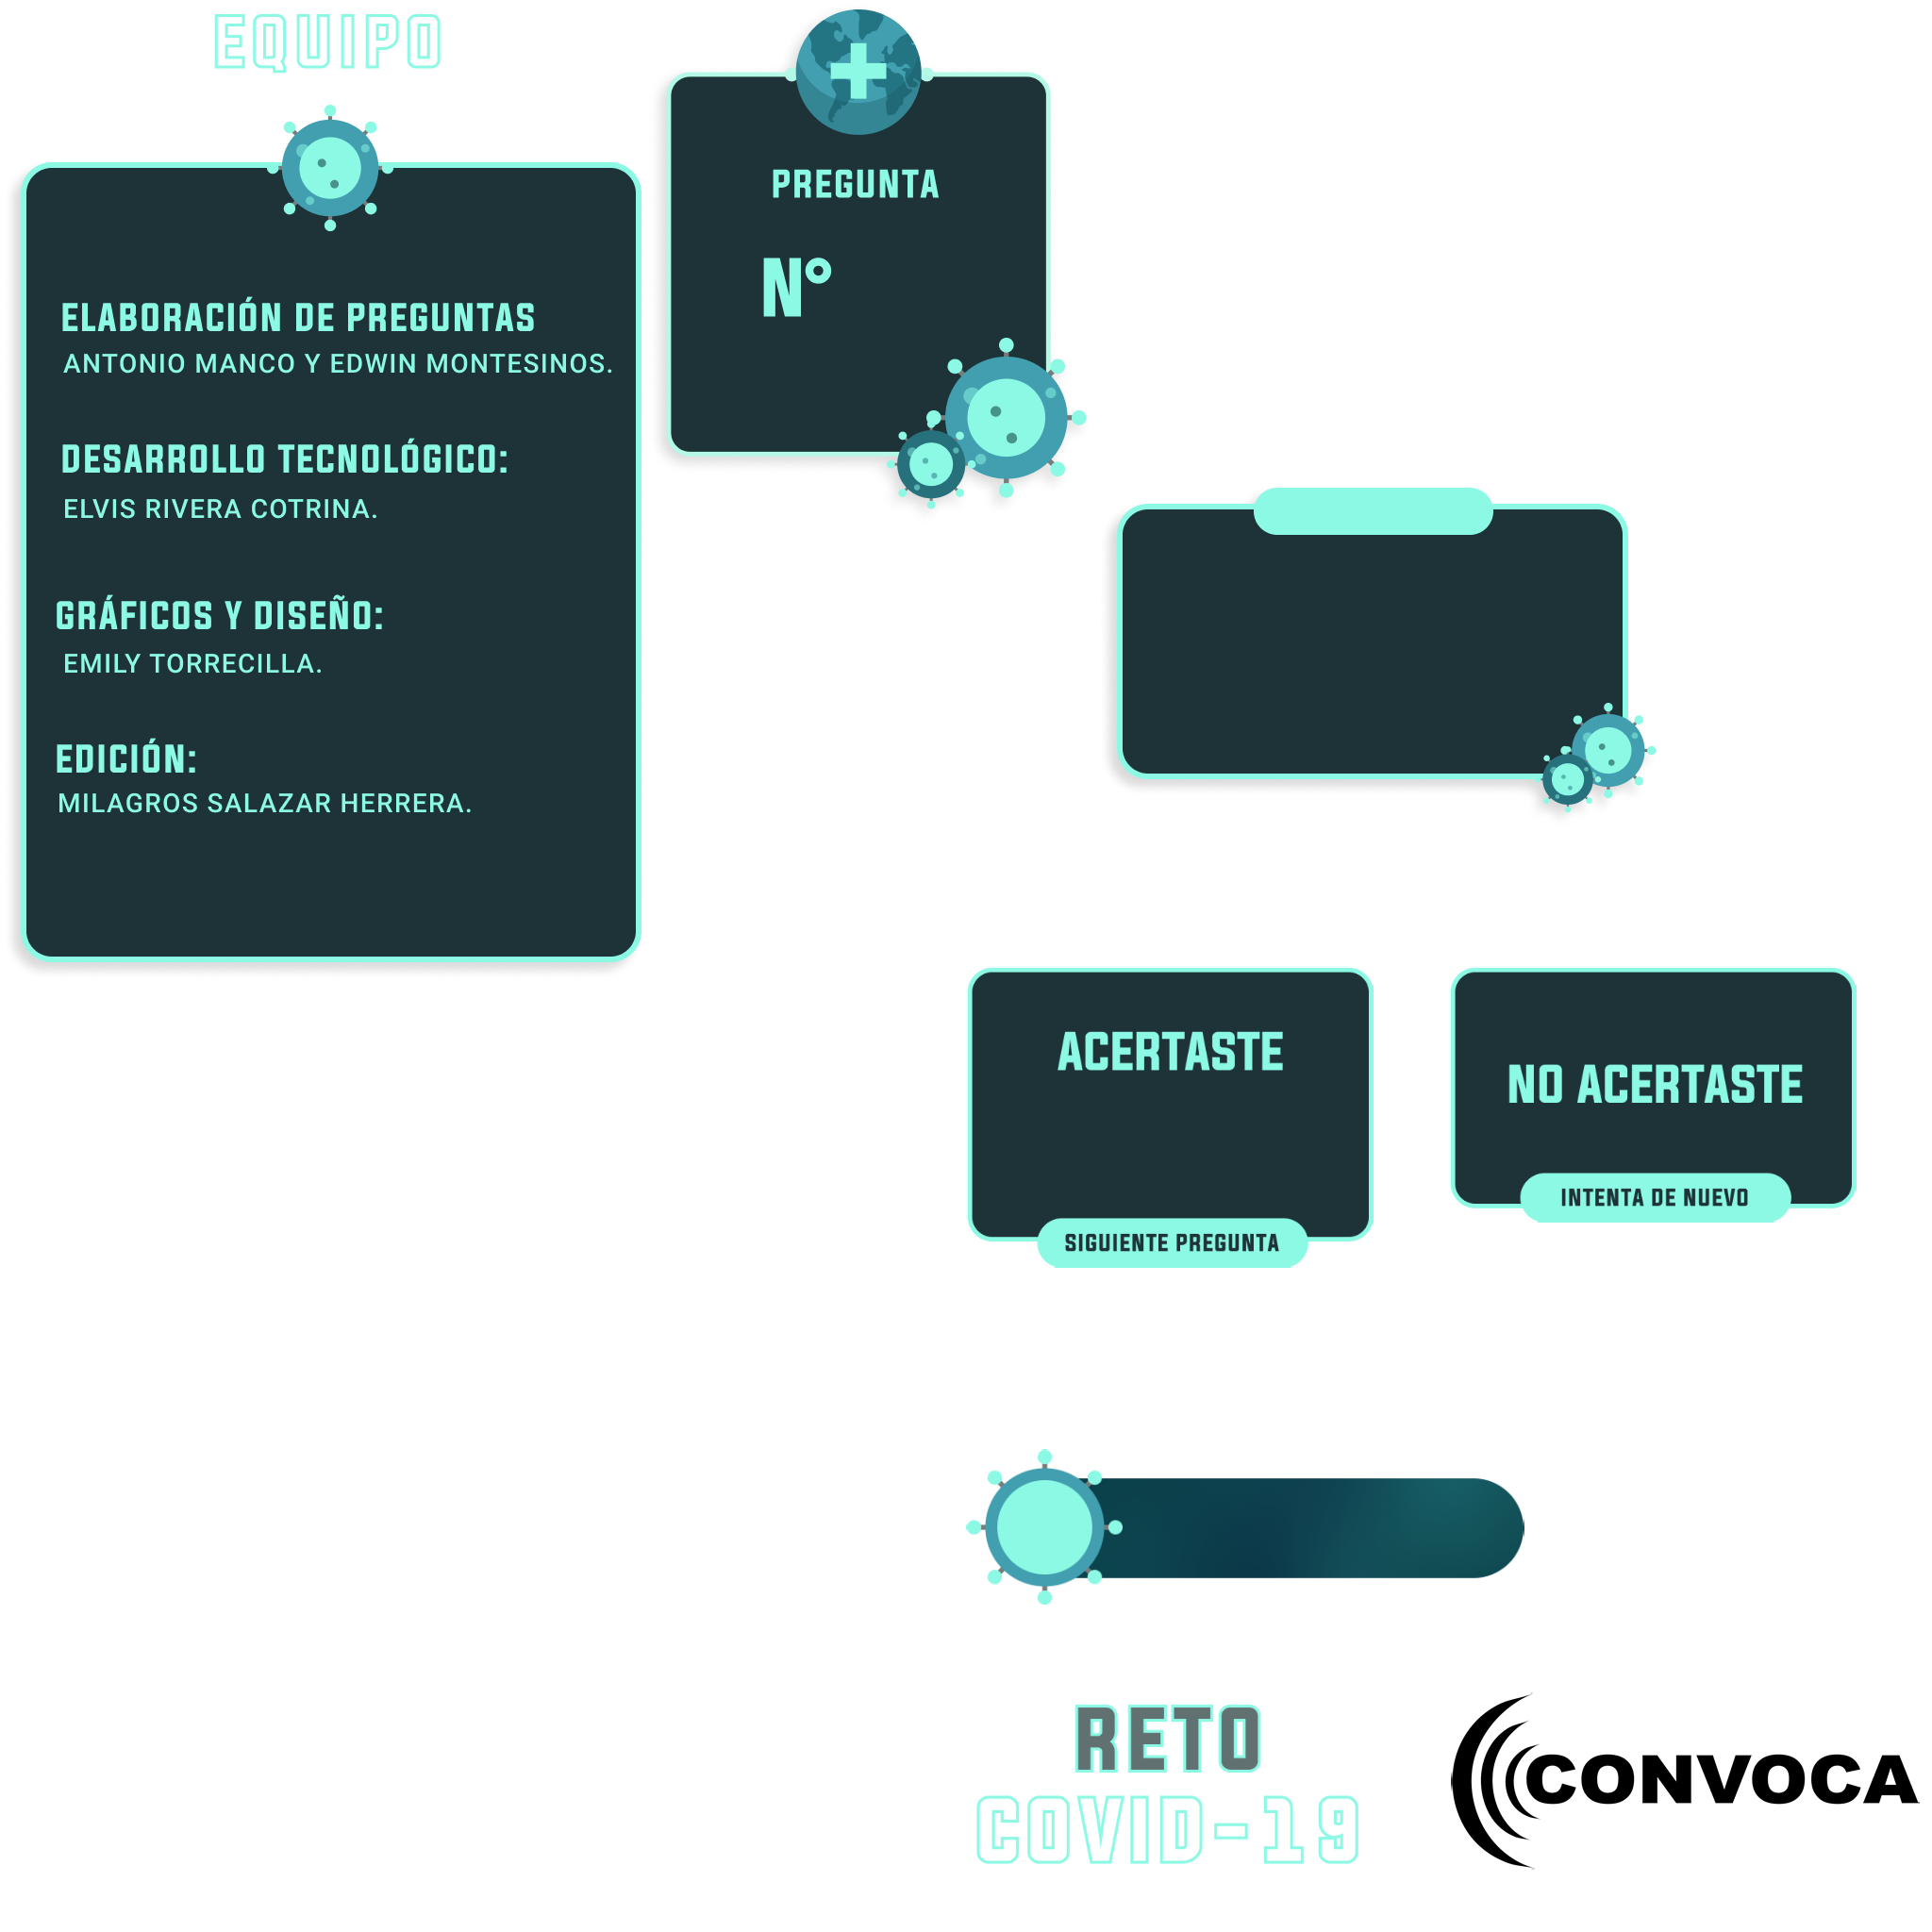 EQUIPO
ELABORACIÓN DE PREGUNTAS
ANTONIO MANCO Y EDWIN MONTESINOS.
DESARROLLO TECNOLÓGICO:
ELVIS RIVERA COTRINA.
GRÁFICOS Y DISEÑO:
EMILY TORRECILLA.
EDICIÓN:
MILAGROS SALAZAR HERRERA.
PREGUNTA
N°
ACERTASTE
SIGUIENTE PREGUNTA
NO ACERTASTE
INTENTA DE NUEVO
RETO
COVID-19
CONVOCA